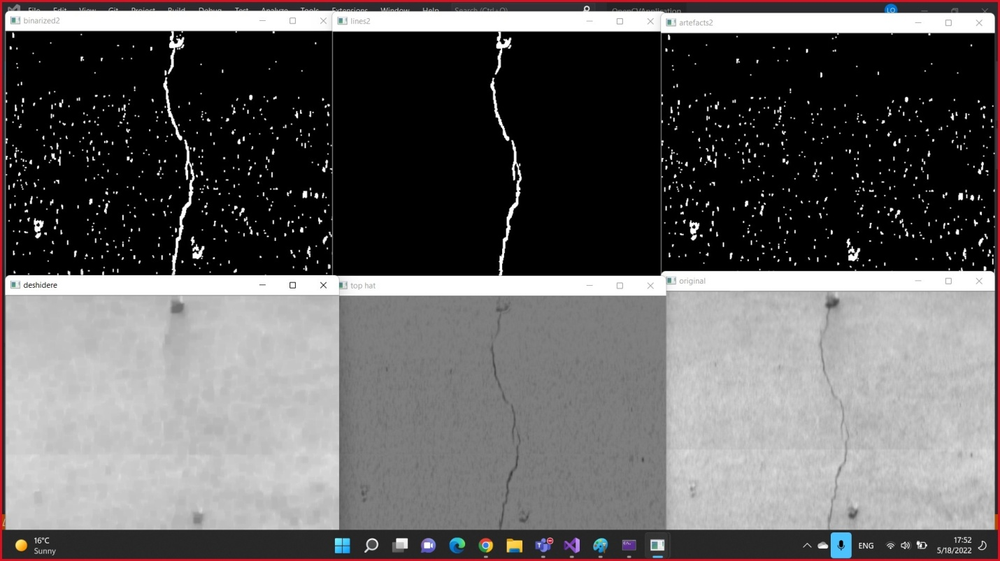 File Edit View Git Project Build Debug Test Analyze Tools Extensions Window Help Search (Ctrl+Q) OpenCVApplication LO
binarized2
lines2
artefacts2
deshidere
top hat
original
16°C
Sunny
ENG
17:52
5/18/2022